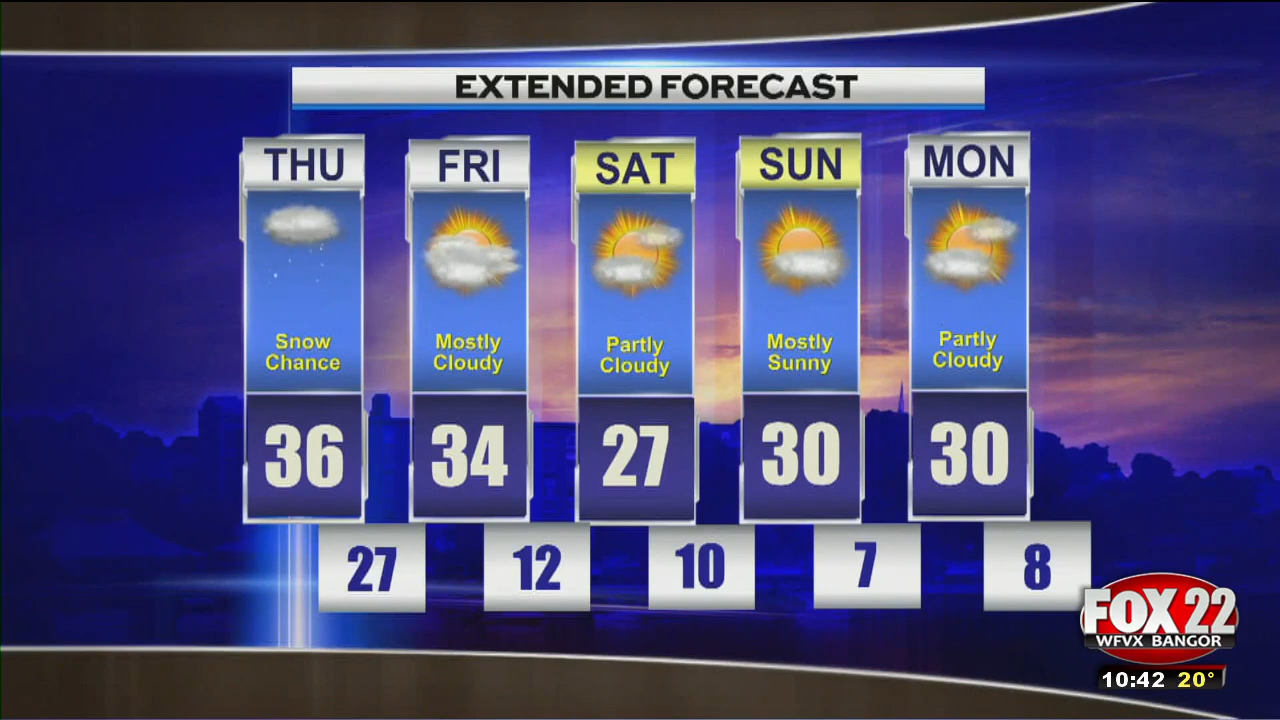 EXTENDED FORECAST
THU FRI SAT SUN MON
Snow Chance
Mostly Cloudy
Partly Cloudy
Mostly Sunny
Partly Cloudy
36 34 27 30 30
27 12 10 7 8
FOX 22
WFVX BANGOR
10:42 20°